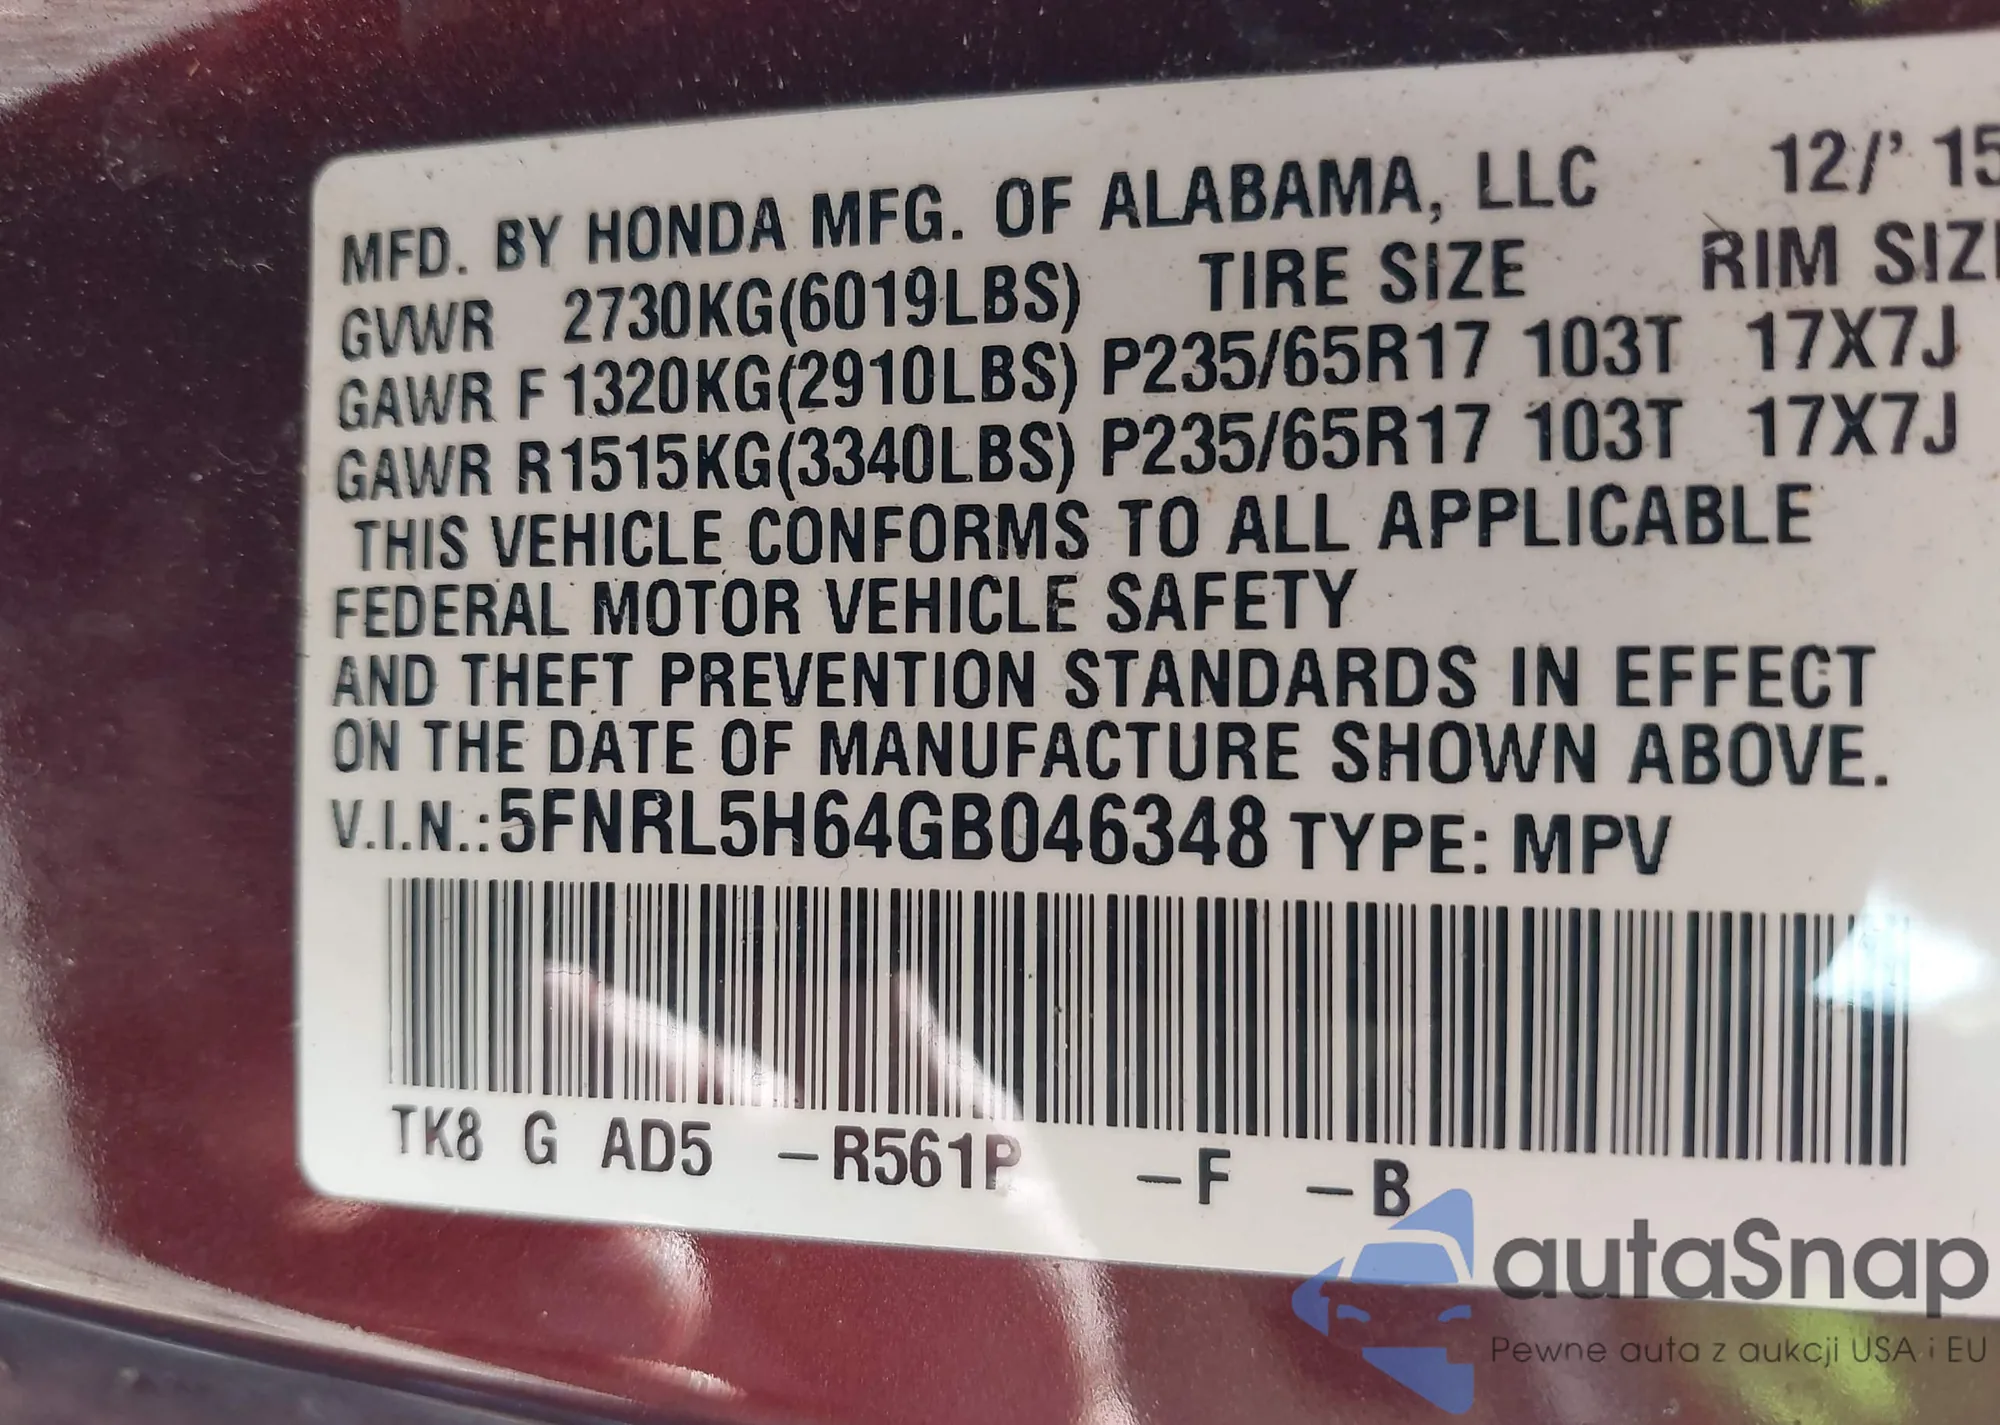 MFD. BY HONDA MFG. OF ALABAMA, LLC 12/' 15
GVWR 2730KG(6019LBS) TIRE SIZE RIM SIZE
GAWR F 1320KG(2910LBS) P235/65R17 103T 17X7J
GAWR R1515KG(3340LBS) P235/65R17 103T 17X7J
THIS VEHICLE CONFORMS TO ALL APPLICABLE
FEDERAL MOTOR VEHICLE SAFETY
AND THEFT PREVENTION STANDARDS IN EFFECT
ON THE DATE OF MANUFACTURE SHOWN ABOVE.
V.I.N.:5FNRL5H64GB046348 TYPE: MPV
TK8 G AD5 –R561P –F –B
autaSnap
Pewne auta z aukcji USA i EU